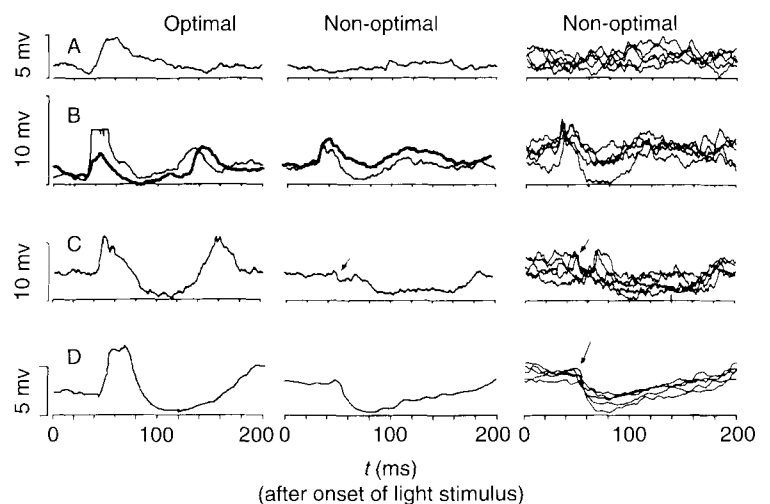 Optimal Non-optimal Non-optimal
A
5 mv
B
10 mv
C
10 mv
D
5 mv
0 100 200 0 100 200 0 100 200
t (ms)
(after onset of light stimulus)